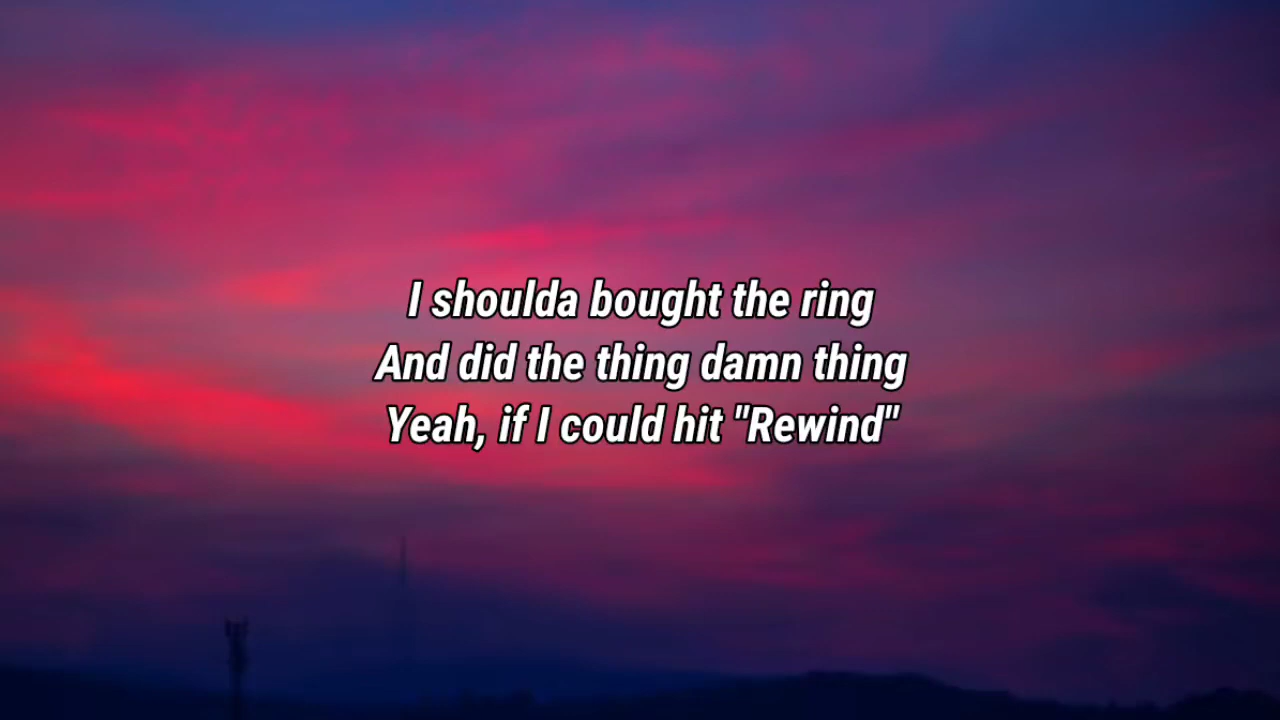 I shoulda bought the ring
And did the thing damn thing
Yeah, if I could hit "Rewind"